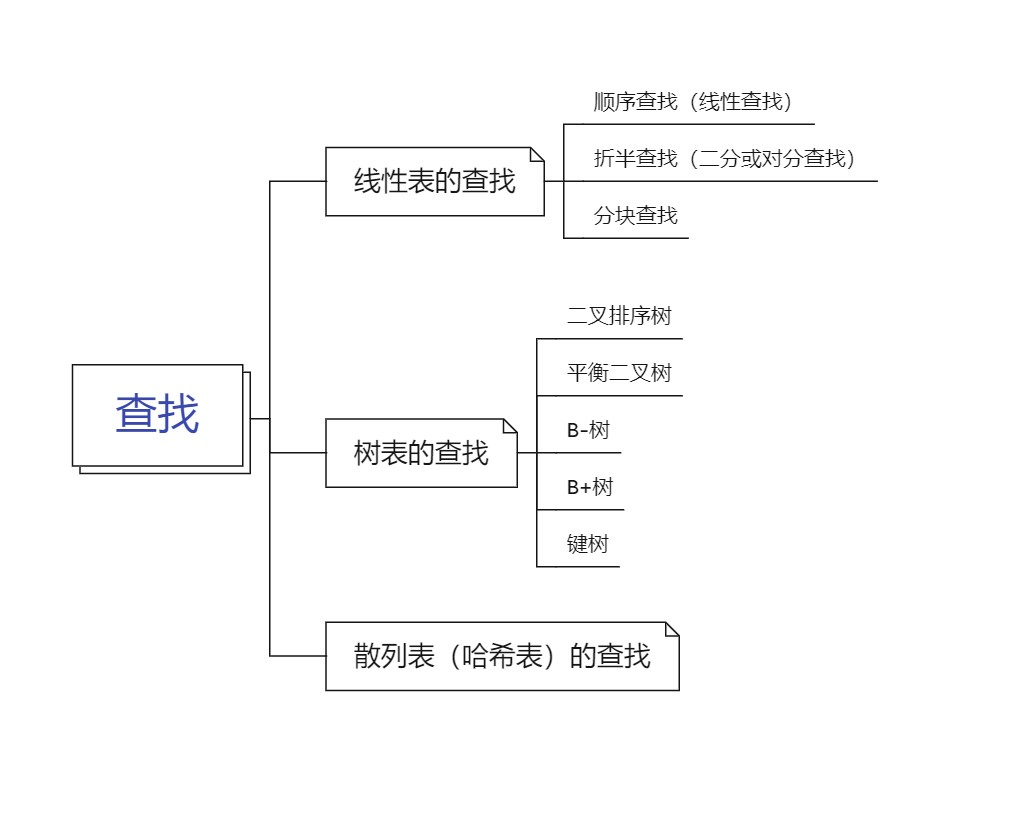 查找
线性表的查找
顺序查找（线性查找）
折半查找（二分或对分查找）
分块查找
树表的查找
二叉排序树
平衡二叉树
B-树
B+树
键树
散列表（哈希表）的查找